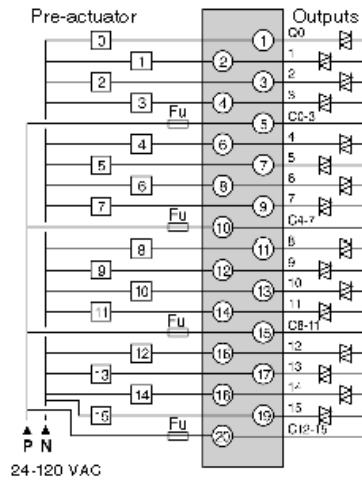 Pre-actuator Outputs
0 1 Q0
1 2 1
2 3 2
3 4 3
Fu 5 C0-3
4 6 4
5 7 5
6 8 6
7 9 7
Fu 10 C4-7
8 11 8
9 12 9
10 13 10
11 14 11
Fu 15 C8-11
12 16 12
13 17 13
14 18 14
15 19 15
Fu 20 C12-15
P N
24-120 VAC